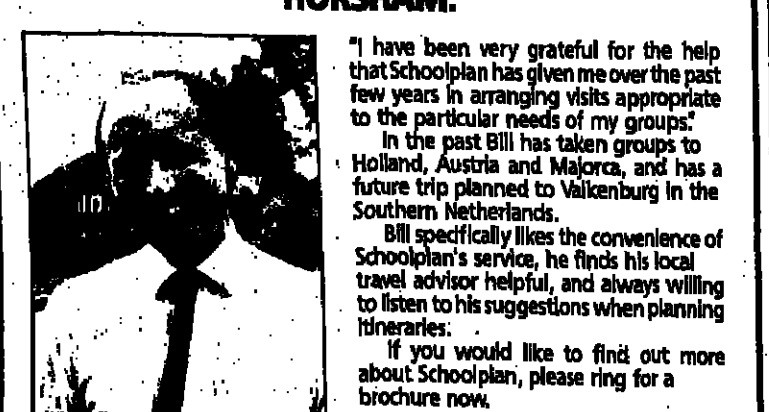 HORSHAM.
"I have been very grateful for the help
that Schoolplan has given me over the past
few years in arranging visits appropriate
to the particular needs of my groups."
In the past Bill has taken groups to
Holland, Austria and Majorca, and has a
future trip planned to Valkenburg in the
Southern Netherlands.
Bill specifically likes the convenience of
Schoolplan's service, he finds his local
travel advisor helpful, and always willing
to listen to his suggestions when planning
itineraries.
If you would like to find out more
about Schoolplan, please ring for a
brochure now.